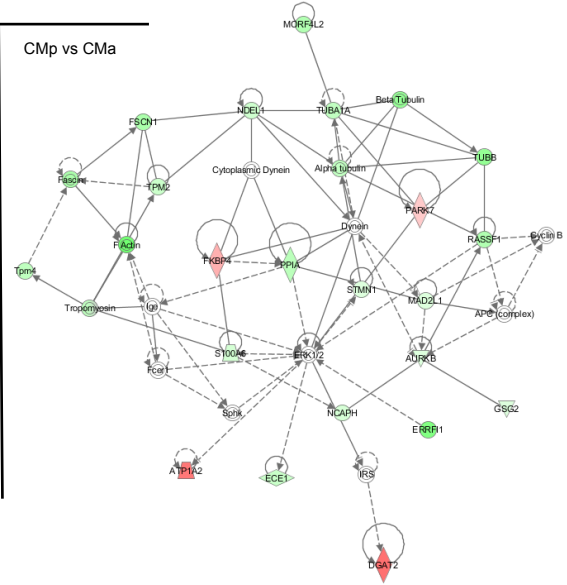 MORF4L2
CMp vs CMa
NDEL1
TUBA1A
Beta Tubulin
FSCN1
TUBB
Cytoplasmic Dynein
Alpha tubulin
Fascin
TPM2
PARK7
Dynein
Cyclin B
F Actin
RASSF1
FKBP4
PPIA
Tpm4
STMN1
MAD2L1
Tropomyosin
Ige
APC (complex)
S100A6
ERK1/2
AURKB
Fcer1
Sphk
NCAPH
GSG2
ERRFI1
ATP1A2
ECE1
IRS
DGAT2